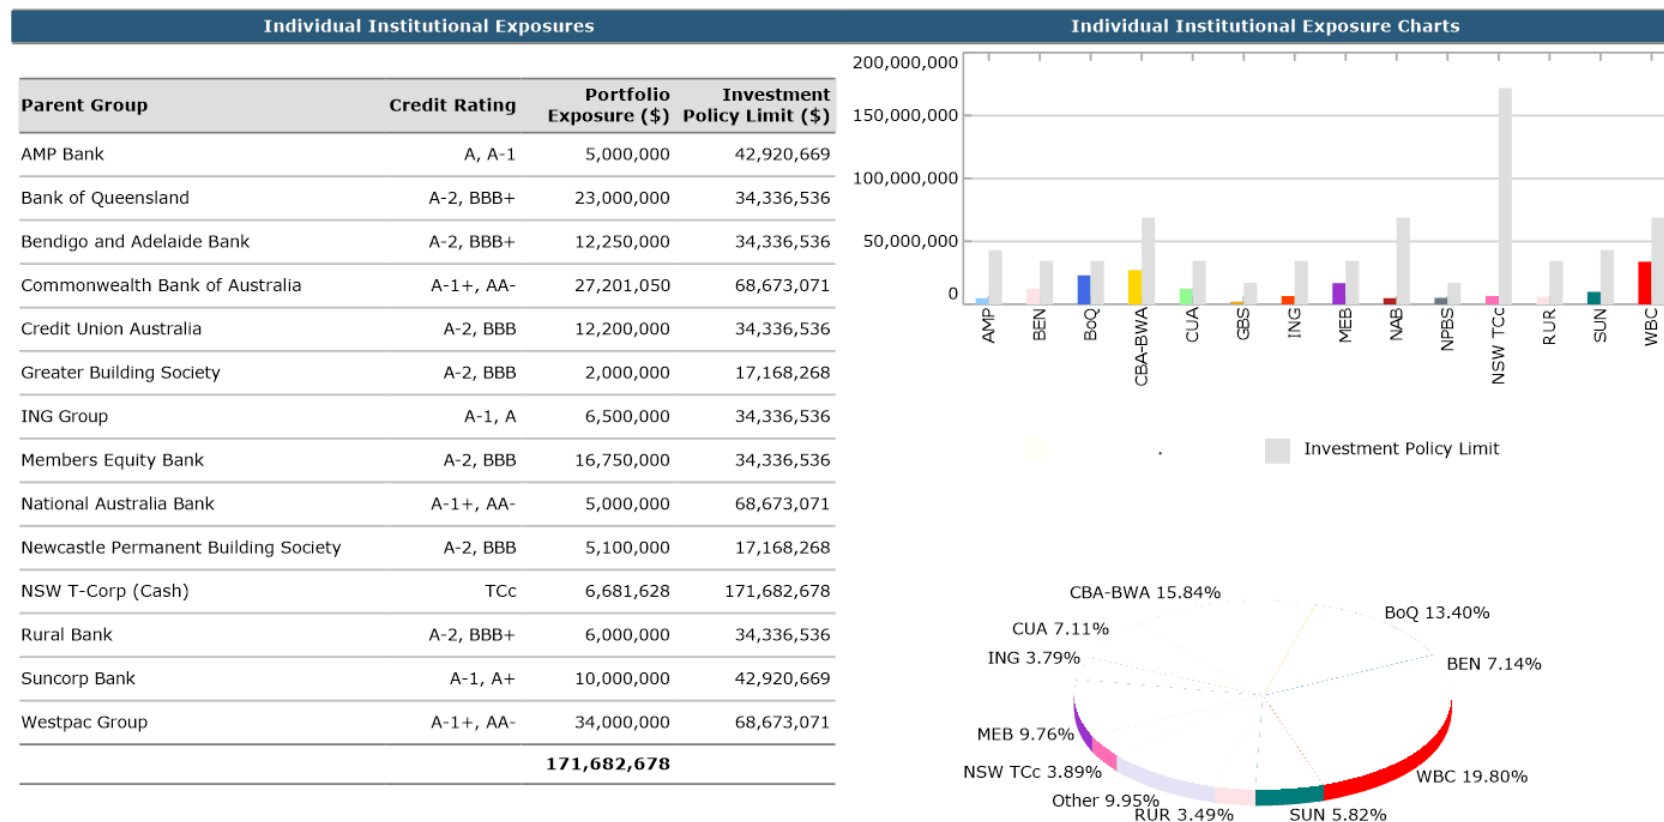 Individual Institutional Exposures
Individual Institutional Exposure Charts
Parent Group Credit Rating Portfolio Exposure ($) Investment Policy Limit ($)
AMP Bank A, A-1 5,000,000 42,920,669
Bank of Queensland A-2, BBB+ 23,000,000 34,336,536
Bendigo and Adelaide Bank A-2, BBB+ 12,250,000 34,336,536
Commonwealth Bank of Australia A-1+, AA- 27,201,050 68,673,071
Credit Union Australia A-2, BBB 12,200,000 34,336,536
Greater Building Society A-2, BBB 2,000,000 17,168,268
ING Group A-1, A 6,500,000 34,336,536
Members Equity Bank A-2, BBB 16,750,000 34,336,536
National Australia Bank A-1+, AA- 5,000,000 68,673,071
Newcastle Permanent Building Society A-2, BBB 5,100,000 17,168,268
NSW T-Corp (Cash) TCc 6,681,628 171,682,678
Rural Bank A-2, BBB+ 6,000,000 34,336,536
Suncorp Bank A-1, A+ 10,000,000 42,920,669
Westpac Group A-1+, AA- 34,000,000 68,673,071
171,682,678
200,000,000
150,000,000
100,000,000
50,000,000
0
AMP BEN BoQ CBA-BWA CUA GBS ING MEB NAB NPBS NSW TCc RUR SUN WBC
. Investment Policy Limit
CBA-BWA 15.84%
BoQ 13.40%
CUA 7.11%
ING 3.79%
BEN 7.14%
MEB 9.76%
NSW TCc 3.89%
WBC 19.80%
Other 9.95%
RUR 3.49%
SUN 5.82%